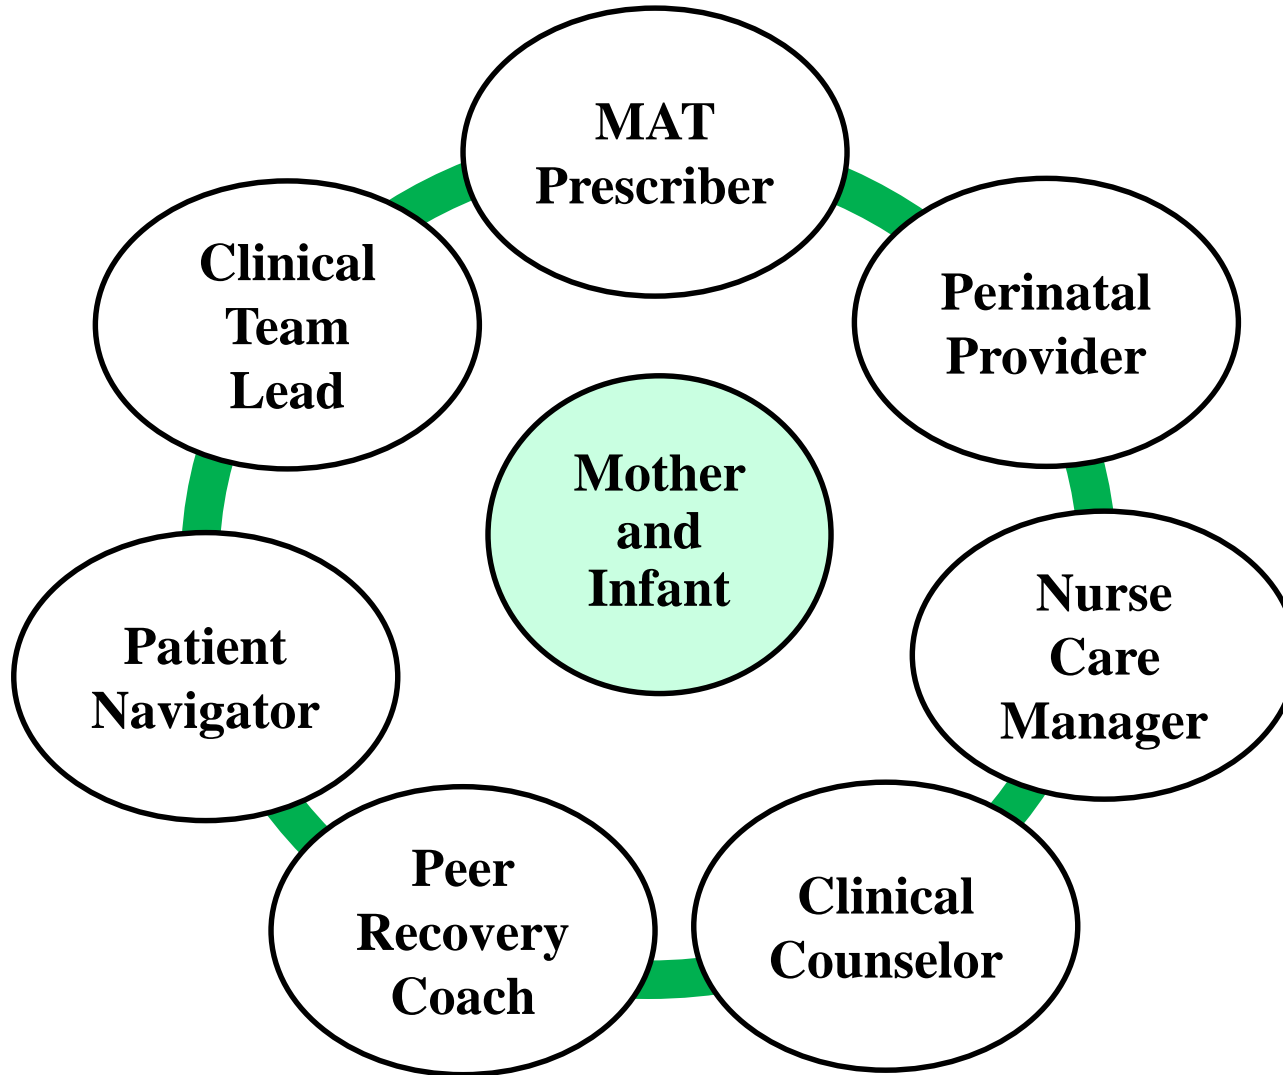 MAT
Prescriber
Clinical
Team
Lead
Perinatal
Provider
Mother
and
Infant
Nurse
Care
Manager
Patient
Navigator
Peer
Recovery
Coach
Clinical
Counselor